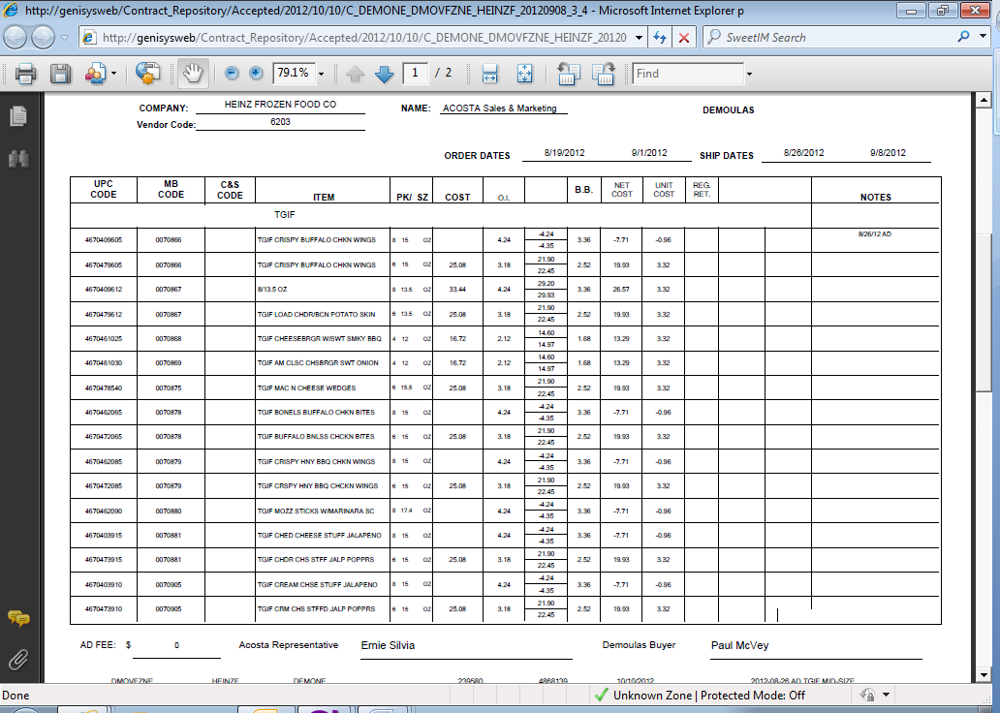 http://genisysweb/Contract_Repository/Accepted/2012/10/10/C_DEMONE_DMOVFZNE_HEINZF_20120908_3_4 - Microsoft Internet Explorer p
http://genisysweb/Contract_Repository/Accepted/2012/10/10/C_DEMONE_DMOVFZNE_HEINZF_20120 SweetIM Search
79.1% 1 / 2 Find
COMPANY: HEINZ FROZEN FOOD CO NAME: ACOSTA Sales & Marketing DEMOULAS
Vendor Code: 6203
ORDER DATES 8/19/2012 9/1/2012 SHIP DATES 8/26/2012 9/8/2012
UPC CODE MB CODE C&S CODE ITEM PK/ SZ COST O.I. B.B. NET COST UNIT COST REG. RET. NOTES
TGIF
4670409605 0070866 TGIF CRISPY BUFFALO CHKN WINGS 8 15 OZ 4.24 -4.24 -4.35 3.36 -7.71 -0.96 8/26/12 AD
4670479605 0070866 TGIF CRISPY BUFFALO CHKN WINGS 6 15 OZ 25.08 3.18 21.90 22.45 2.52 19.93 3.32
4670409612 0070867 8/13.5 OZ 8 13.5 OZ 33.44 4.24 29.20 29.93 3.36 26.57 3.32
4670479612 0070867 TGIF LOAD CHDR/BCN POTATO SKIN 6 13.5 OZ 25.08 3.18 21.90 22.45 2.52 19.93 3.32
4670461025 0070868 TGIF CHEESEBRGR W/SWT SMKY BBQ 4 12 OZ 16.72 2.12 14.60 14.97 1.68 13.29 3.32
4670461030 0070869 TGIF AM CLSC CHSBRGR SWT ONION 4 12 OZ 16.72 2.12 14.60 14.97 1.68 13.29 3.32
4670478540 0070875 TGIF MAC N CHEESE WEDGES 6 15.5 OZ 25.08 3.18 21.90 22.45 2.52 19.93 3.32
4670462065 0070878 TGIF BONELS BUFFALO CHKN BITES 8 15 OZ 4.24 -4.24 -4.35 3.36 -7.71 -0.96
4670472065 0070878 TGIF BUFFALO BNLSS CHCKN BITES 6 15 OZ 25.08 3.18 21.90 22.45 2.52 19.93 3.32
4670462085 0070879 TGIF CRISPY HNY BBQ CHKN WINGS 8 15 OZ 4.24 -4.24 -4.35 3.36 -7.71 -0.96
4670472085 0070879 TGIF CRSPY HNY BBQ CHCKN WINGS 6 15 OZ 25.08 3.18 21.90 22.45 2.52 19.93 3.32
4670462090 0070880 TGIF MOZZ STICKS W/MARINARA SC 8 17.4 OZ 4.24 -4.24 -4.35 3.36 -7.71 -0.96
4670403915 0070881 TGIF CHED CHEESE STUFF JALAPENO 8 15 OZ 4.24 -4.24 -4.35 3.36 -7.71 -0.96
4670473915 0070881 TGIF CHDR CHS STFF JALP POPPRS 6 15 OZ 25.08 3.18 21.90 22.45 2.52 19.93 3.32
4670403910 0070905 TGIF CREAM CHSE STUFF JALAPENO 8 15 OZ 4.24 -4.24 -4.35 3.36 -7.71 -0.96
4670473910 0070905 TGIF CRM CHS STFFD JALP POPPRS 6 15 OZ 25.08 3.18 21.90 22.45 2.52 19.93 3.32
AD FEE: $ 0 Acosta Representative Ernie Silvia Demoulas Buyer Paul McVey
DMOVFZNE HEINZF DEMONE 239580 4868139 10/10/2012 2012-08-26 AD TGIF MID-SIZE
Done Unknown Zone | Protected Mode: Off